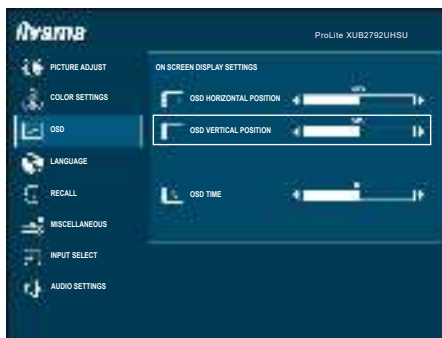 iiyama
ProLite XUB2792UHSU
PICTURE ADJUST
COLOR SETTINGS
OSD
LANGUAGE
RECALL
MISCELLANEOUS
INPUT SELECT
AUDIO SETTINGS
ON SCREEN DISPLAY SETTINGS
OSD HORIZONTAL POSITION
OSD VERTICAL POSITION
OSD TIME